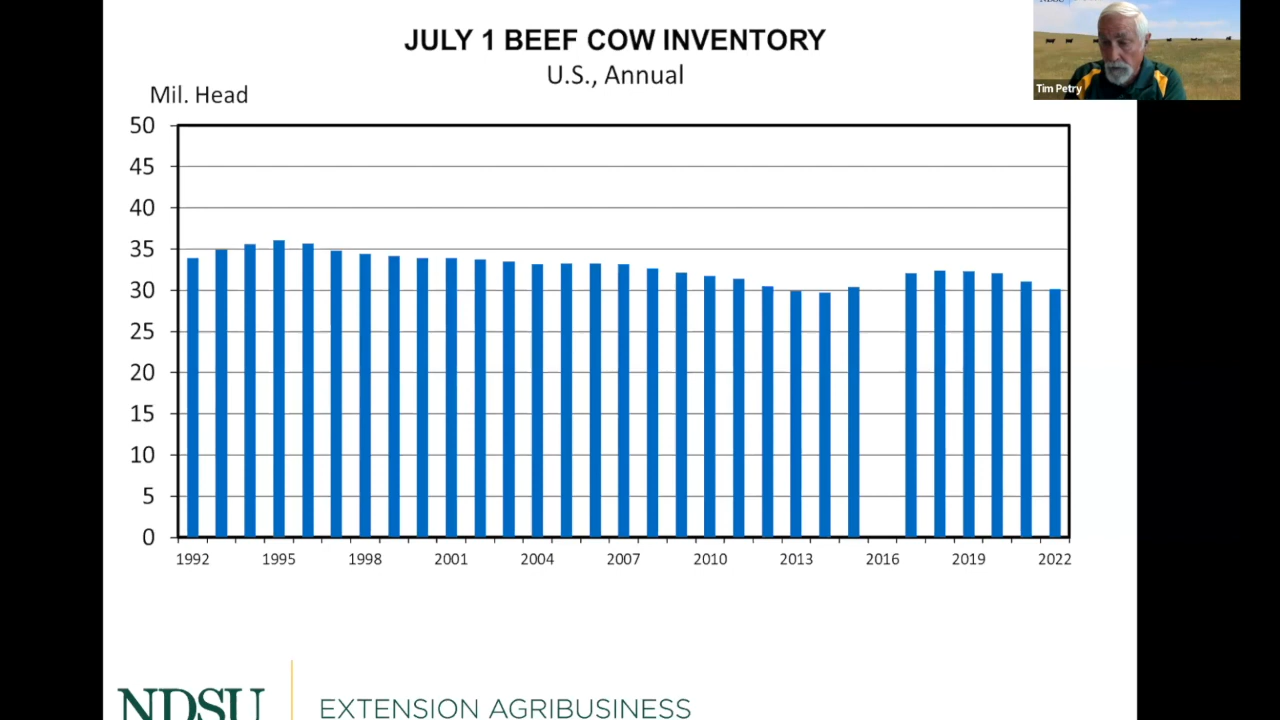 JULY 1 BEEF COW INVENTORY
U.S., Annual
Mil. Head
50
45
40
35
30
25
20
15
10
5
0
1992 1995 1998 2001 2004 2007 2010 2013 2016 2019 2022
NDSU
Tim Petry
NDSU EXTENSION AGRIBUSINESS